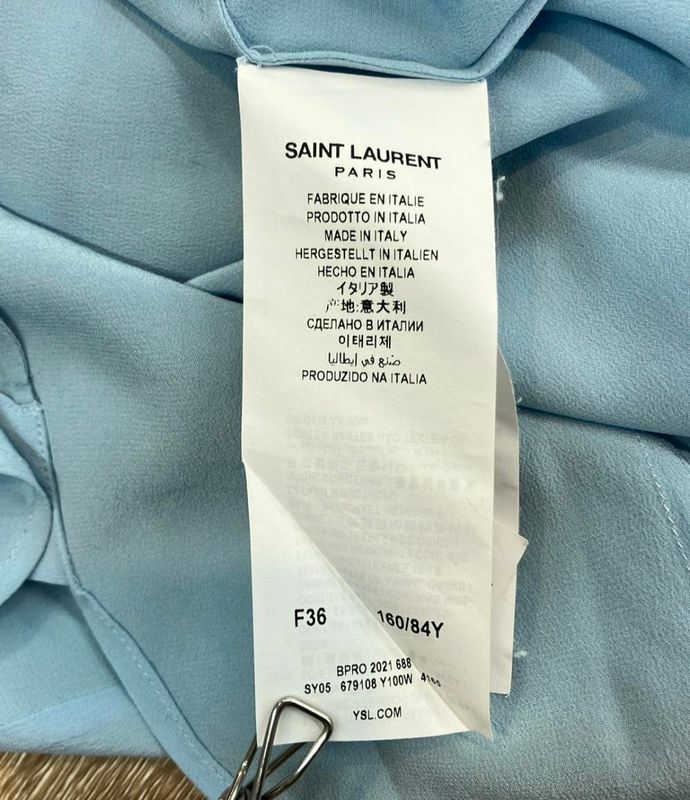 SAINT LAURENT
PARIS
FABRIQUE EN ITALIE
PRODOTTO IN ITALIA
MADE IN ITALY
HERGESTELLT IN ITALIEN
HECHO EN ITALIA
イタリア製
产地:意大利
СДЕЛАНО В ИТАЛИИ
이태리제
صنع في إيطاليا
PRODUZIDO NA ITALIA
F36 160/84Y
BPRO 2021 688
SY05 679108 Y100W
YSL.COM